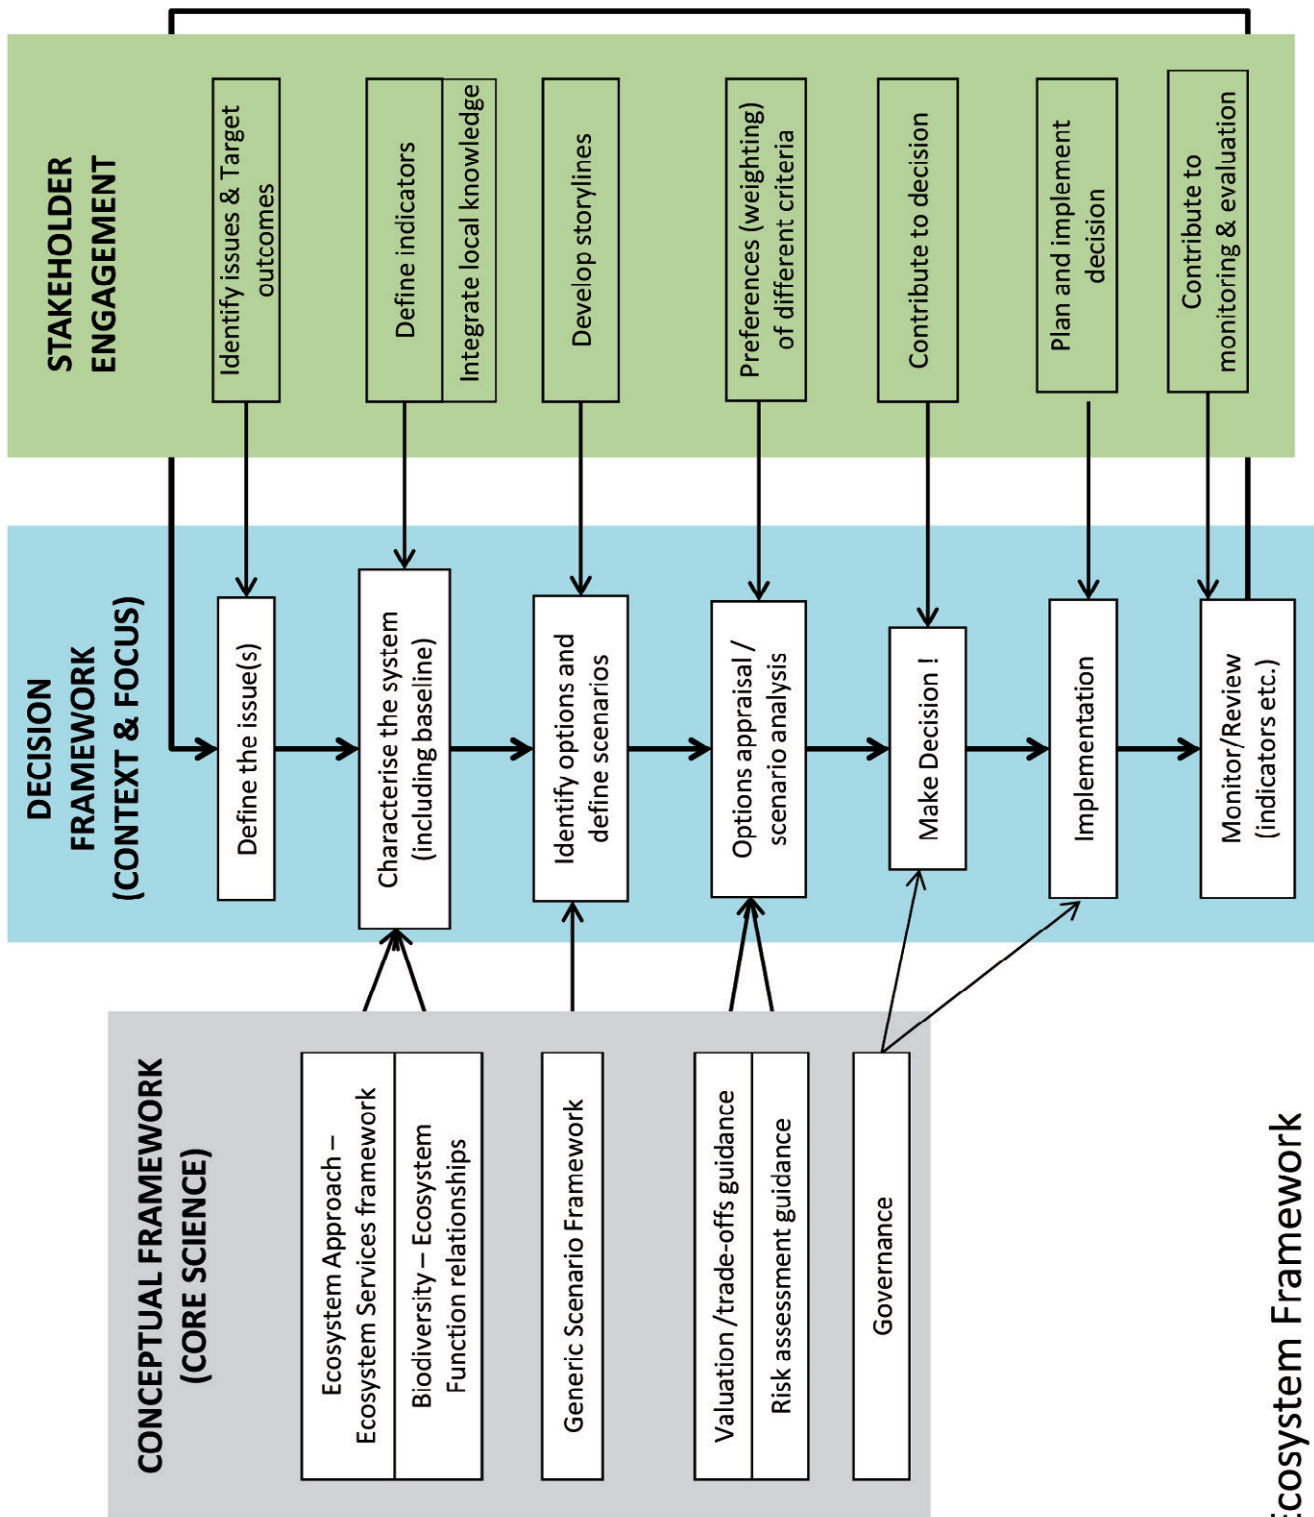 CONCEPTUAL FRAMEWORK
(CORE SCIENCE)
Ecosystem Approach –
Ecosystem Services framework
Biodiversity – Ecosystem
Function relationships
Generic Scenario Framework
Valuation /trade-offs guidance
Risk assessment guidance
Governance
DECISION
FRAMEWORK
(CONTEXT & FOCUS)
Define the issue(s)
Characterise the system
(including baseline)
Identify options and
define scenarios
Options appraisal /
scenario analysis
Make Decision !
Implementation
Monitor/Review
(indicators etc.)
STAKEHOLDER
ENGAGEMENT
Identify issues & Target
outcomes
Define indicators
Integrate local knowledge
Develop storylines
Preferences (weighting)
of different criteria
Contribute to decision
Plan and implement
decision
Contribute to
monitoring & evaluation
Ecosystem Framework